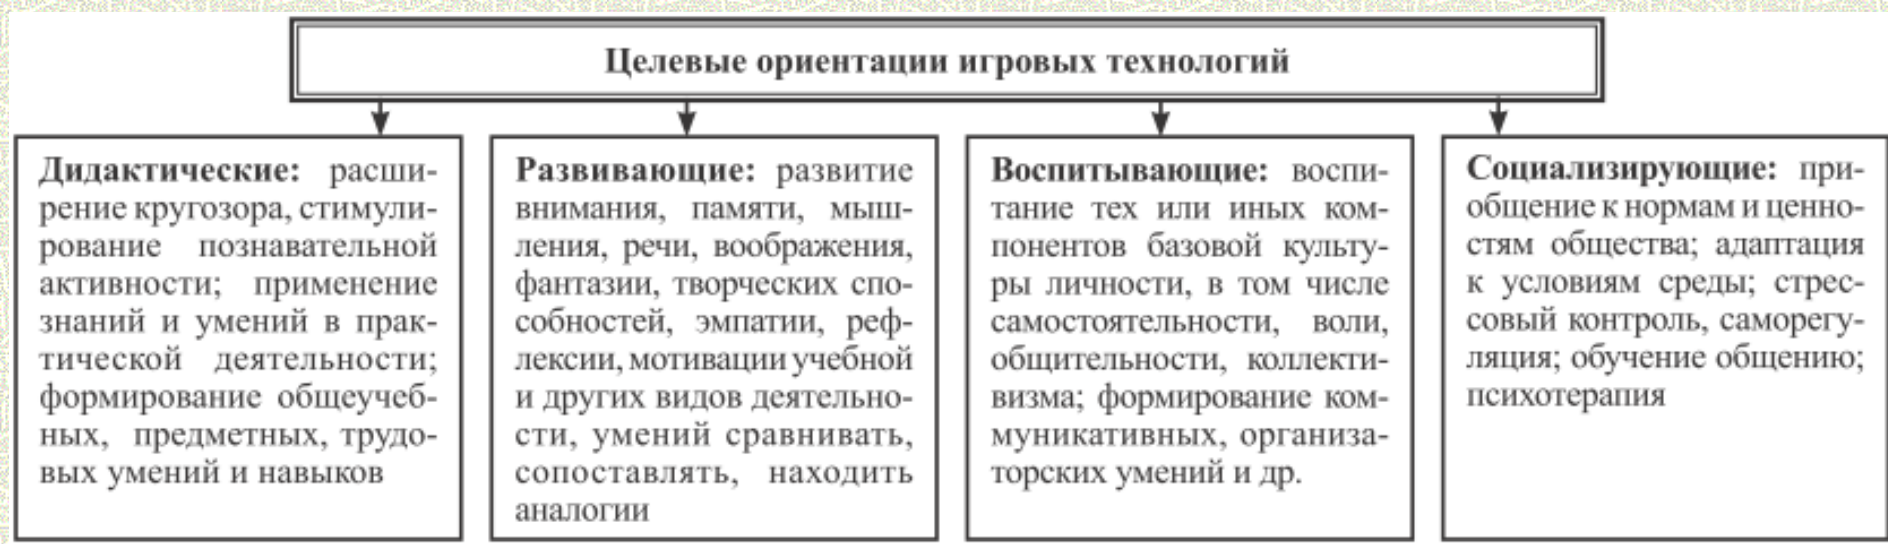 Целевые ориентации игровых технологий
Дидактические: расши-
рение кругозора, стимули-
рование познавательной
активности; применение
знаний и умений в прак-
тической деятельности;
формирование общеучеб-
ных, предметных, трудо-
вых умений и навыков
Развивающие: развитие
внимания, памяти, мыш-
ления, речи, воображения,
фантазии, творческих спо-
собностей, эмпатии, реф-
лексии, мотивации учебной
и других видов деятельно-
сти, умений сравнивать,
сопоставлять, находить
аналогии
Воспитывающие: воспи-
тание тех или иных ком-
понентов базовой культу-
ры личности, в том числе
самостоятельности, воли,
общительности, коллекти-
визма; формирование ком-
муникативных, организа-
торских умений и др.
Социализирующие: при-
общение к нормам и ценно-
стям общества; адаптация
к условиям среды; стрес-
совый контроль, саморегу-
ляция; обучение общению;
психотерапия